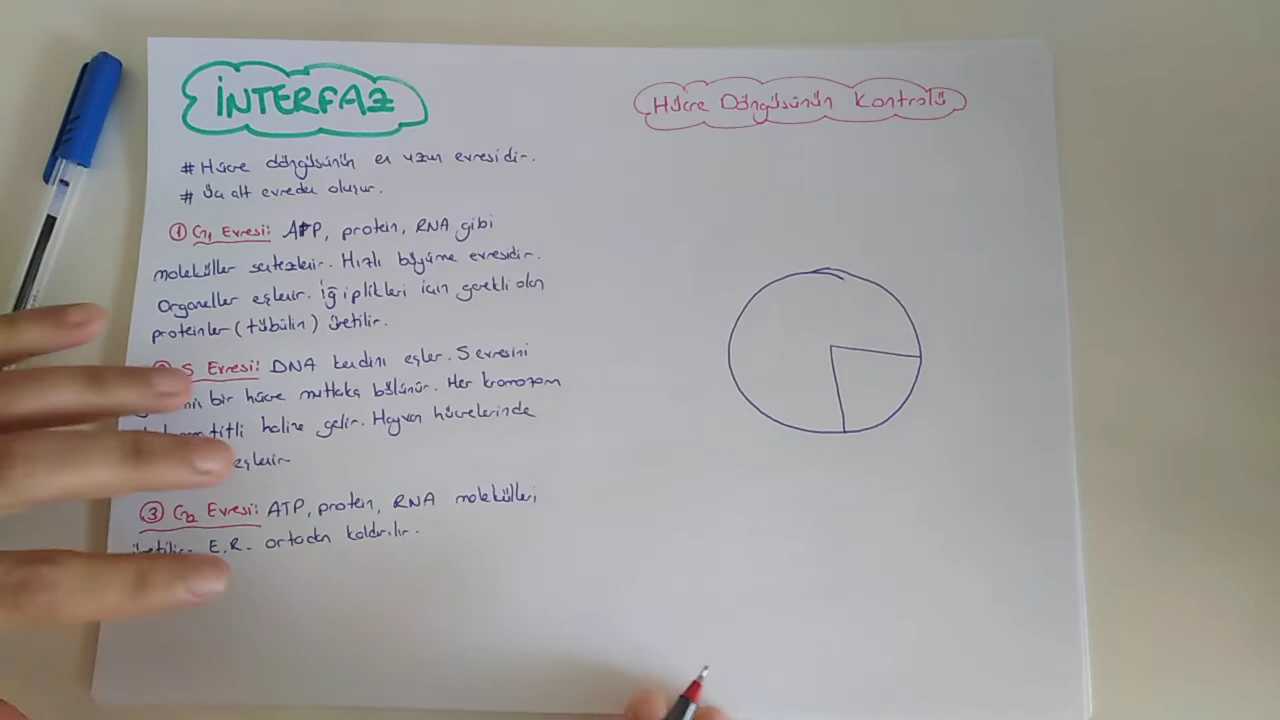 İNTERFAZ
Hücre Döngüsünün Kontrolü
# Hücre döngüsünün en uzun evresidir.
# Üç alt evreden oluşur.
① G1 Evresi: ATP, protein, RNA gibi
moleküller sentezlenir. Hızlı büyüme evresidir.
Organeller eşlenir. İğ iplikleri için gerekli olan
proteinler (tübülin) üretilir.
S Evresi: DNA kendini eşler. S evresini
bir hücre mutlaka bölünür. Her kromozom
haline gelir. Hayvan hücrelerinde
eşlenir
③ G2 Evresi: ATP, protein, RNA molekülleri
üretilir. E.R. ortadan kaldırılır.